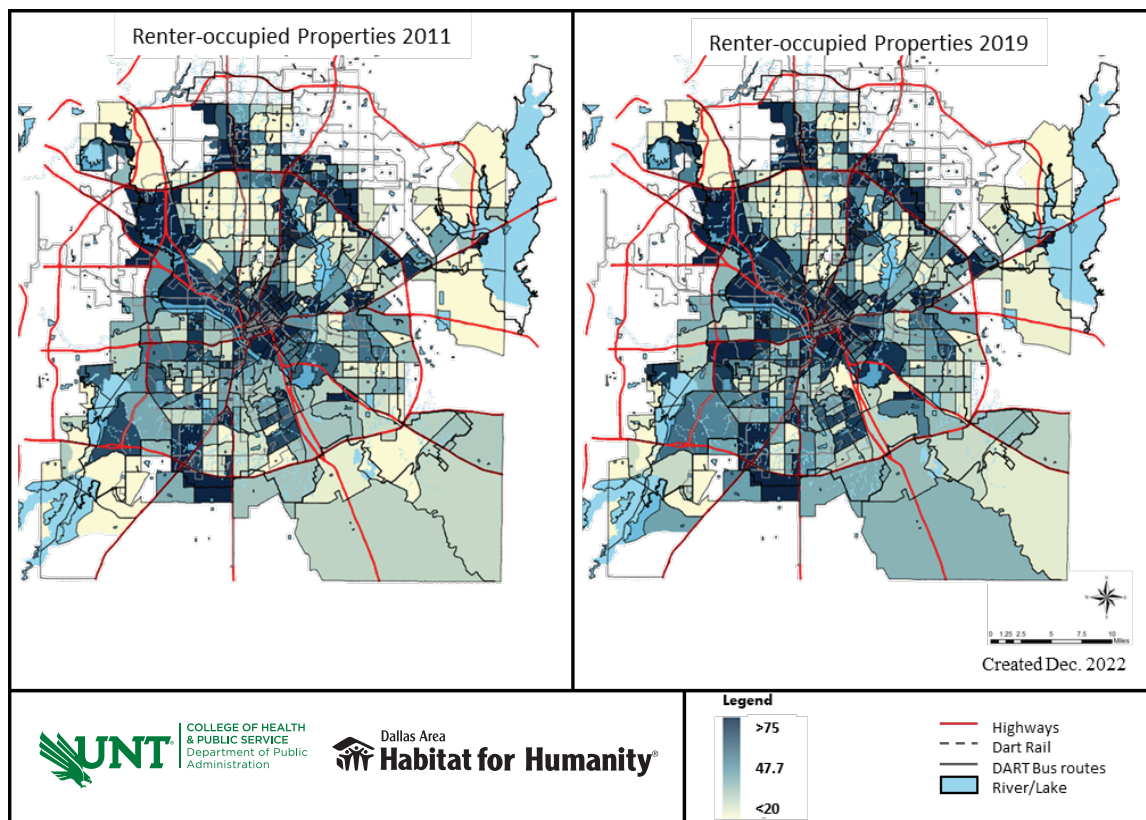 Renter-occupied Properties 2011
Renter-occupied Properties 2019
0 1.25 2.5 5 7.5 10
Miles
Created Dec. 2022
UNT
COLLEGE OF HEALTH
& PUBLIC SERVICE
Department of Public
Administration
Dallas Area
Habitat for Humanity®
Legend
>75
47.7
<20
Highways
Dart Rail
DART Bus routes
River/Lake